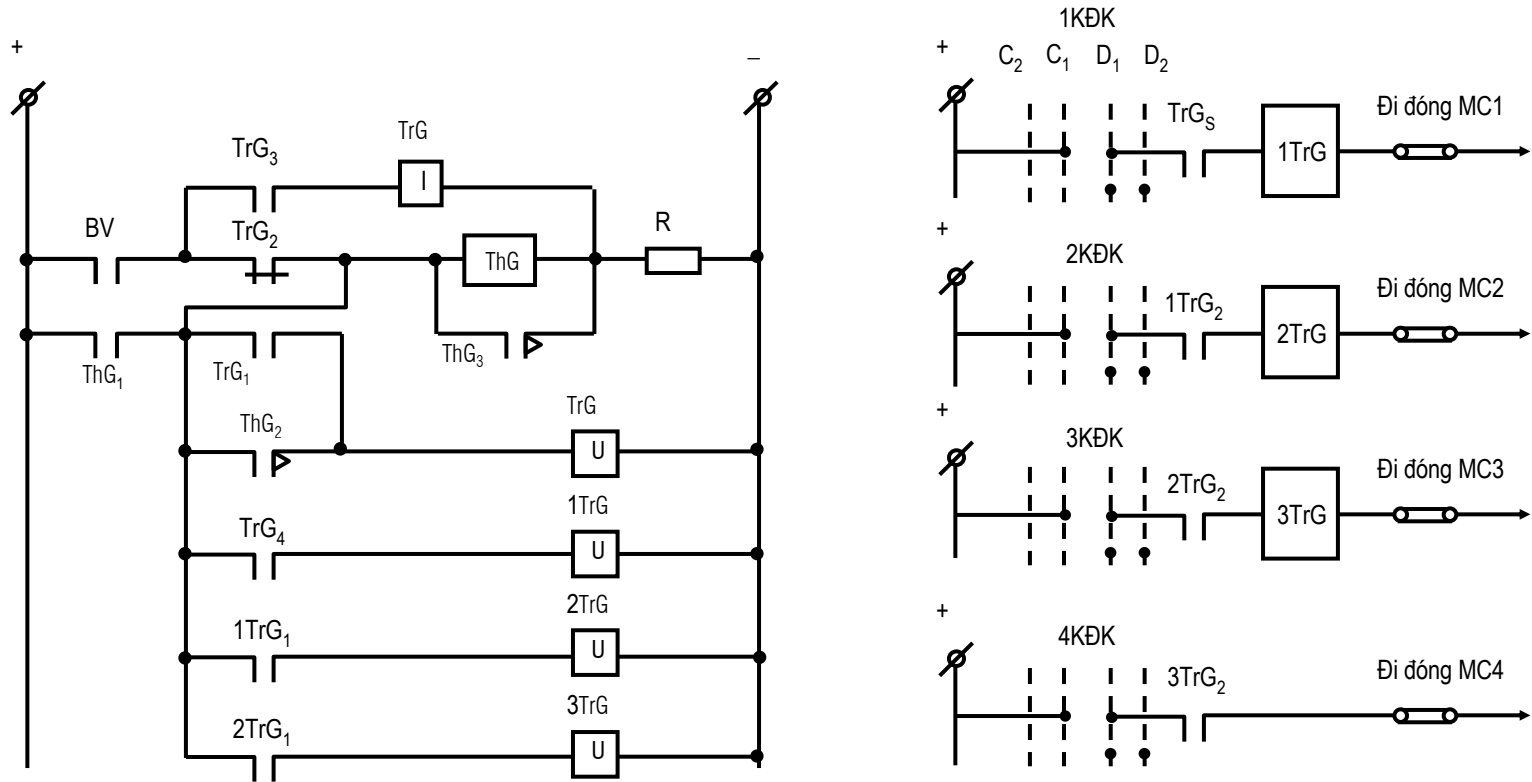 +
–
TrG
TrG₃
I
BV
TrG₂
ThG
R
ThG₁
TrG₁
ThG₃
ThG₂
TrG
U
TrG₄
1TrG
U
1TrG₁
2TrG
U
2TrG₁
3TrG
U
1KĐK
+
C₂ C₁ D₁ D₂
TrG_S
1TrG
Đi đóng MC1
+
2KĐK
1TrG₂
2TrG
Đi đóng MC2
+
3KĐK
2TrG₂
3TrG
Đi đóng MC3
+
4KĐK
3TrG₂
Đi đóng MC4